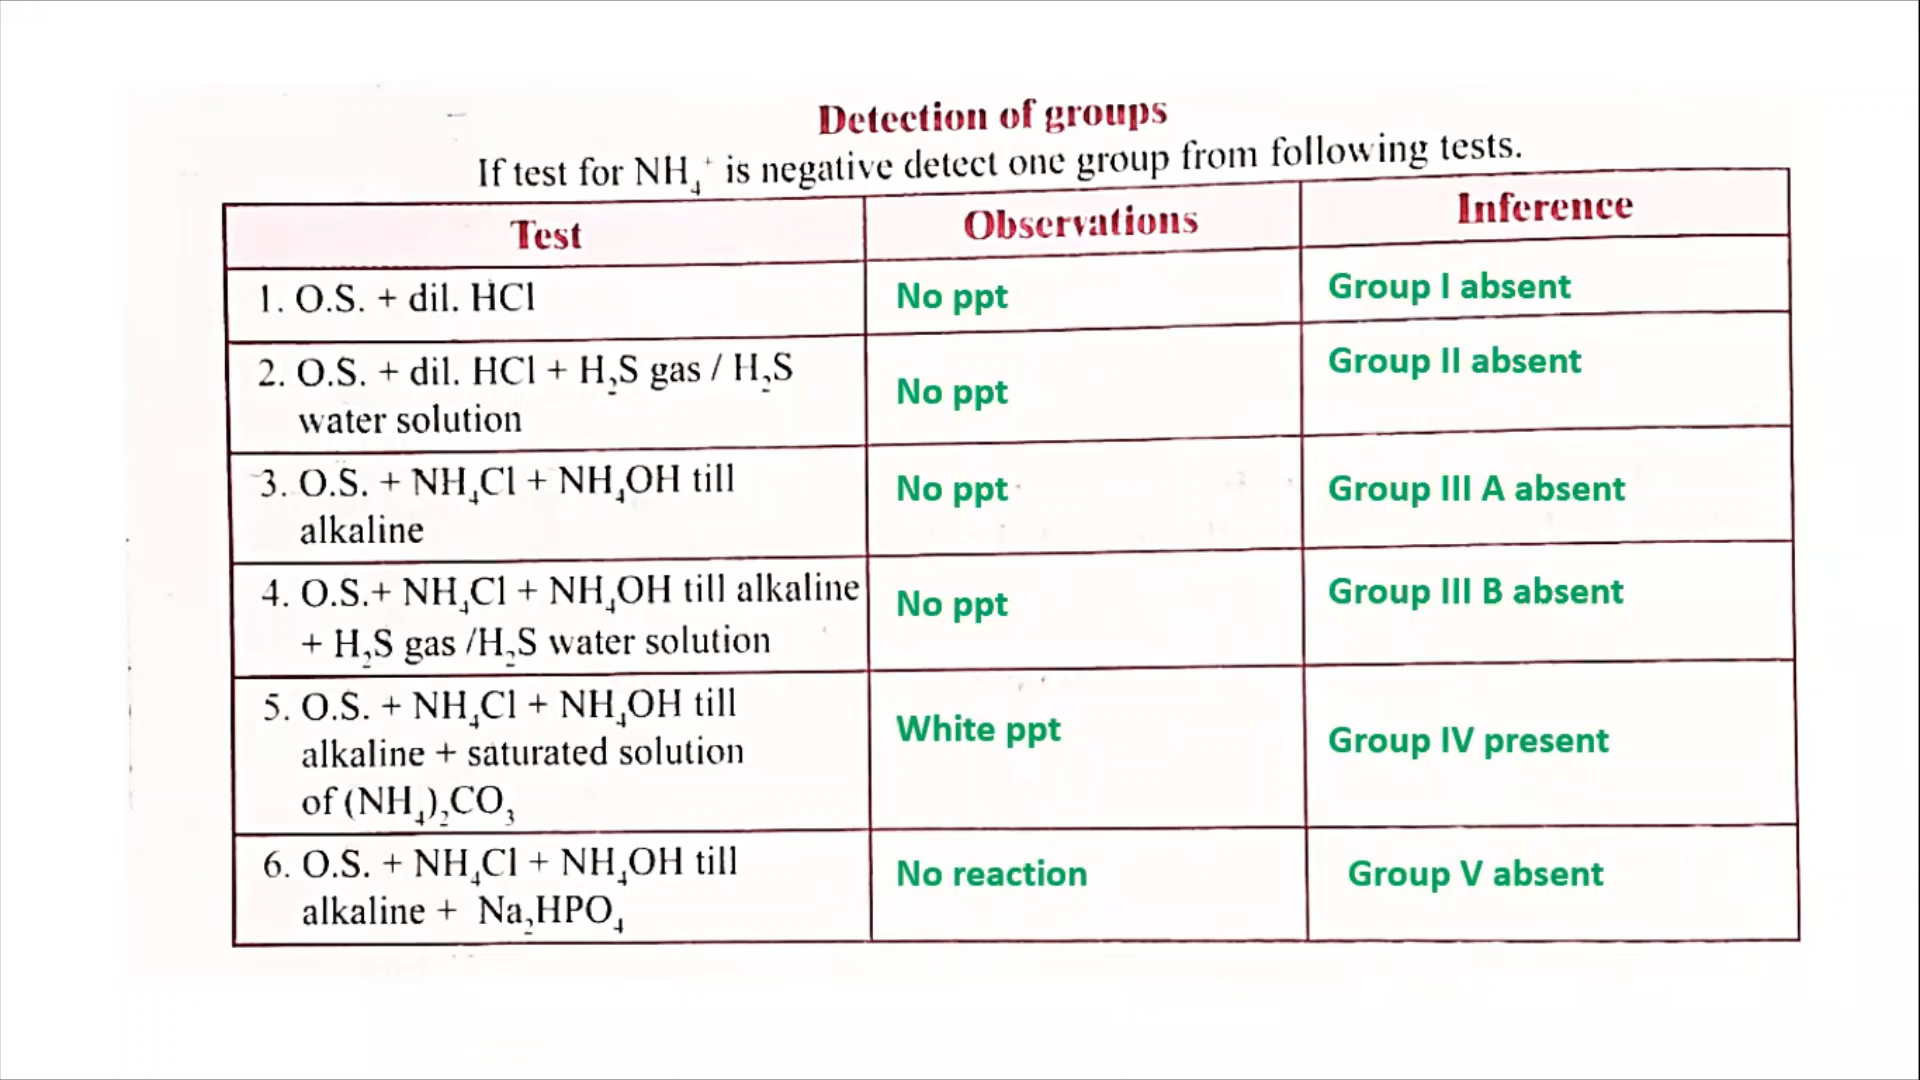 Detection of groups
If test for NH₄⁺ is negative detect one group from following tests.
Test
Observations
Inference
1. O.S. + dil. HCl
No ppt
Group I absent
2. O.S. + dil. HCl + H₂S gas / H₂S
water solution
No ppt
Group II absent
3. O.S. + NH₄Cl + NH₄OH till
alkaline
No ppt
Group III A absent
4. O.S.+ NH₄Cl + NH₄OH till alkaline
+ H₂S gas /H₂S water solution
No ppt
Group III B absent
5. O.S. + NH₄Cl + NH₄OH till
alkaline + saturated solution
of (NH₄)₂CO₃
White ppt
Group IV present
6. O.S. + NH₄Cl + NH₄OH till
alkaline + Na₂HPO₄
No reaction
Group V absent